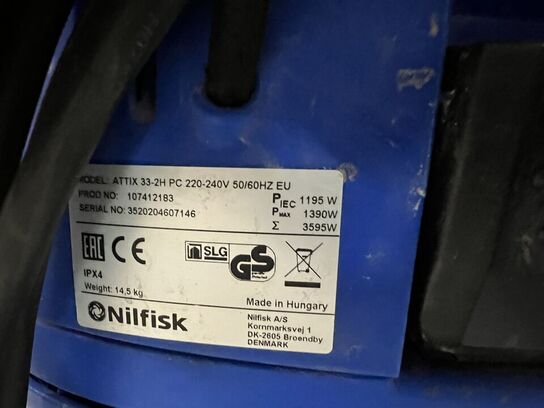 MODEL: ATTIX 33-2H PC 220-240V 50/60HZ EU
PROD NO: 107412183
SERIAL NO: 3520204607146
PIEC 1195 W
PMAX 1390W
Σ 3595W
EAC CE SLG GS
IPX4
Weight: 14,5 kg
Made in Hungary
Nilfisk
Nilfisk A/S
Kornmarksvej 1
DK-2605 Broendby
DENMARK